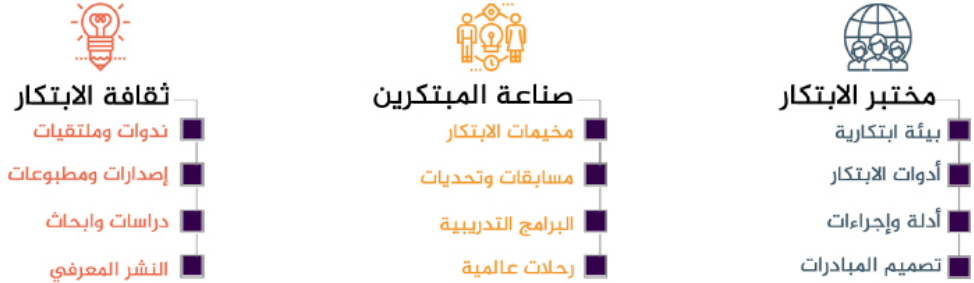 مختبر الابتكار
بيئة ابتكارية
أدوات الابتكار
أدلة وإجراءات
تصميم المبادرات
صناعة المبتكرين
مخيمات الابتكار
مسابقات وتحديات
البرامج التدريبية
رحلات عالمية
ثقافة الابتكار
ندوات وملتقيات
إصدارات ومطبوعات
دراسات وابحاث
النشر المعرفي